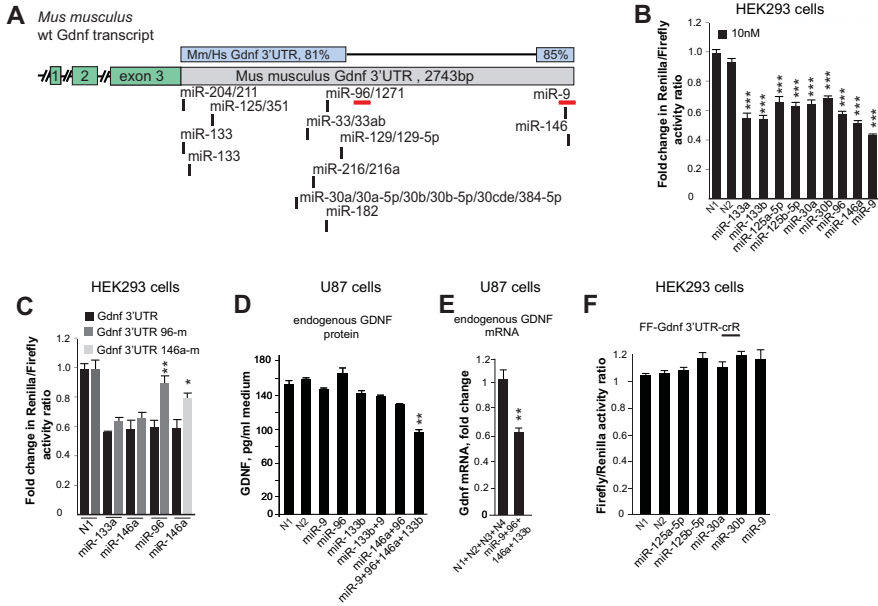 A
Mus musculus
wt Gdnf transcript
Mm/Hs Gdnf 3'UTR, 81%
85%
1
2
exon 3
Mus musculus Gdnf 3'UTR , 2743bp
miR-204/211
miR-96/1271
miR-9
miR-125/351
miR-33/33ab
miR-146
miR-133
miR-129/129-5p
miR-133
miR-216/216a
miR-30a/30a-5p/30b/30b-5p/30cde/384-5p
miR-182
B
HEK293 cells
10nM
Fold change in Renilla/Firefly
activity ratio
1.2
1.0
0.8
0.6
0.4
0.2
0
***
***
***
***
***
***
***
***
***
N1
N2
miR-133a
miR-133b
miR-125a-5p
miR-125b-5p
miR-30a
miR-30b
miR-96
miR-146a
miR-9
C
HEK293 cells
Gdnf 3'UTR
Gdnf 3'UTR 96-m
Gdnf 3'UTR 146a-m
Fold change in Renilla/Firefly
activity ratio
1.2
1.0
0.8
0.6
0.4
0.2
0.0
**
*
N1
miR-133a
miR-146a
miR-96
miR-146a
D
U87 cells
endogenous GDNF
protein
GDNF, pg/ml medium
180
140
100
60
20
0
**
N1
N2
miR-9
miR-96
miR-133b
miR-133b+9
miR-146a+96
miR-9+96+146a+133b
E
U87 cells
endogenous GDNF
mRNA
Gdnf mRNA, fold change
1.2
1.0
0.8
0.6
0.4
0.2
0
**
N1+N2+N3+N4
miR-9+96+
146a+133b
F
HEK293 cells
FF-Gdnf 3'UTR-crR
Firefly/Renilla activity ratio
1.2
1.0
0.8
0.6
0.4
0.2
0
N1
N2
miR-125a-5p
miR-125b-5p
miR-30a
miR-30b
miR-9